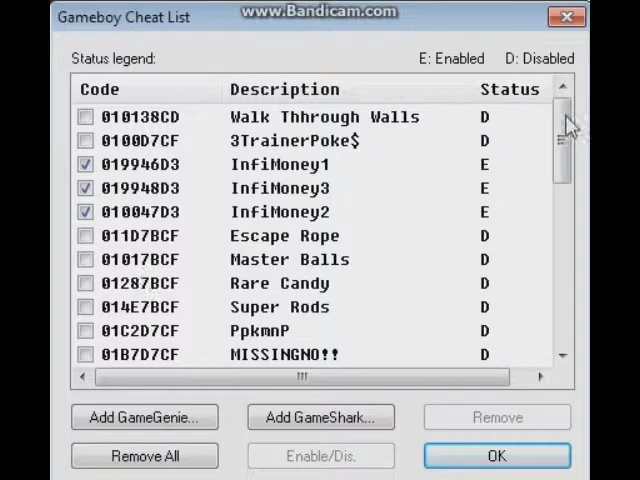 www.Bandicam.com
Gameboy Cheat List
Status legend: E: Enabled D: Disabled
Code Description Status
010138CD Walk Thhrough Walls D
0100D7CF 3TrainerPoke$ D
019946D3 InfiMoney1 E
019948D3 InfiMoney3 E
010047D3 InfiMoney2 E
011D7BCF Escape Rope D
01017BCF Master Balls D
01287BCF Rare Candy D
014E7BCF Super Rods D
01C2D7CF PpkmnP D
01B7D7CF MISSINGNO!! D
Add GameGenie... Add GameShark... Remove
Remove All Enable/Dis. OK